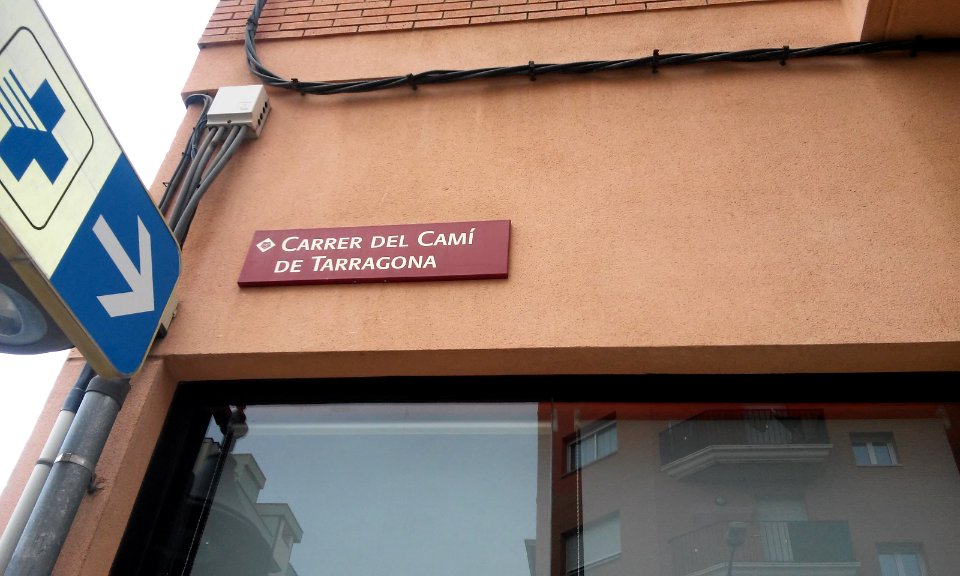 CARRER DEL CAMÍ
DE TARRAGONA